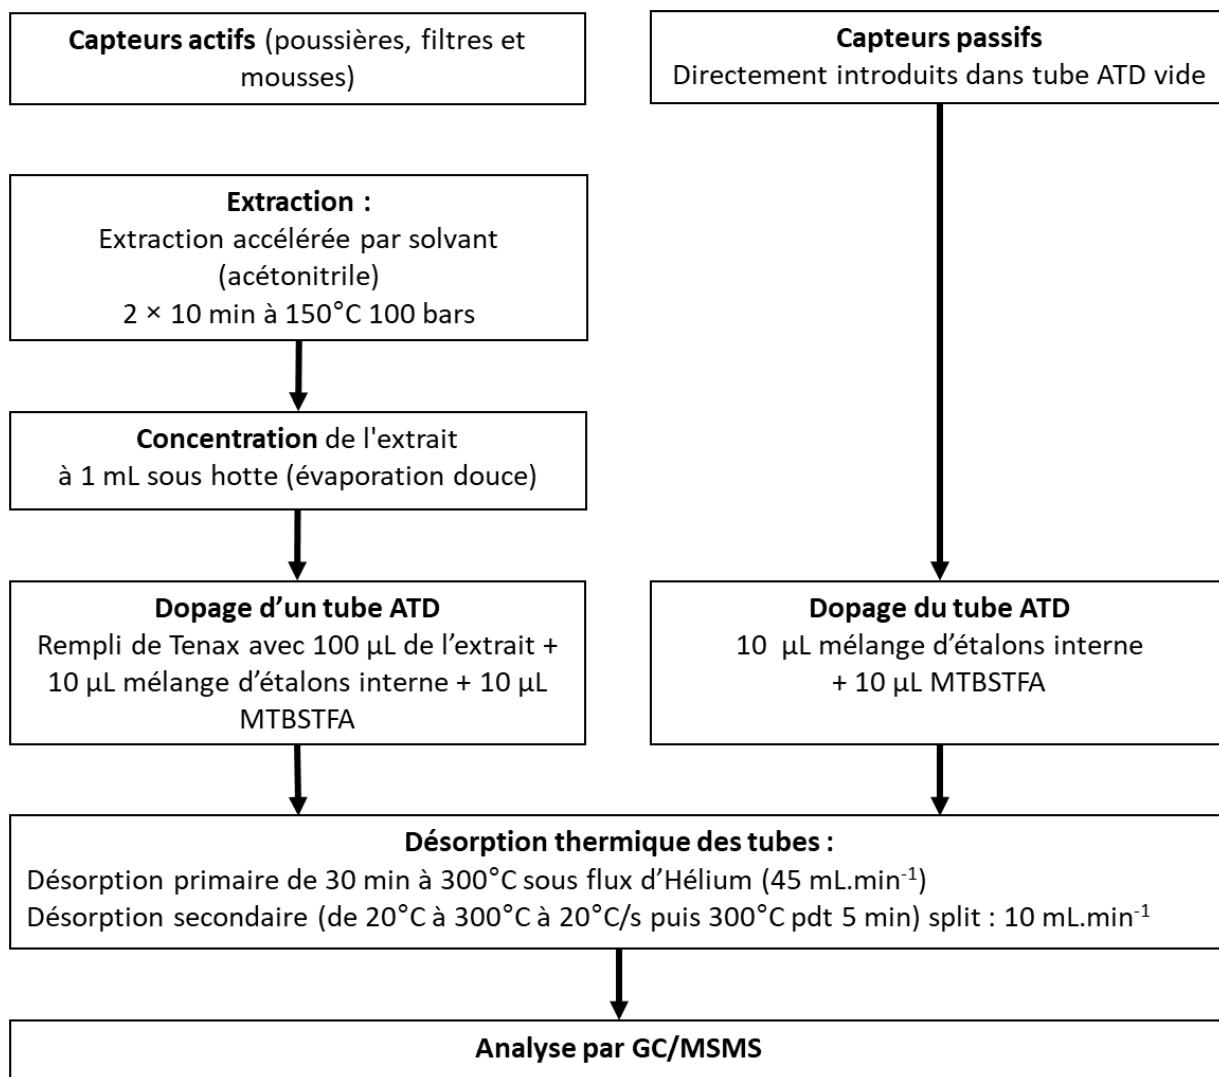 Capteurs actifs (poussières, filtres et
mousses)
Capteurs passifs
Directement introduits dans tube ATD vide
Extraction :
Extraction accélérée par solvant
(acétonitrile)
2 × 10 min à 150°C 100 bars
Concentration de l'extrait
à 1 mL sous hotte (évaporation douce)
Dopage d’un tube ATD
Rempli de Tenax avec 100 µL de l’extrait +
10 µL mélange d’étalons interne + 10 µL
MTBSTFA
Dopage du tube ATD
10 µL mélange d’étalons interne
+ 10 µL MTBSTFA
Désorption thermique des tubes :
Désorption primaire de 30 min à 300°C sous flux d’Hélium (45 mL.min⁻¹)
Désorption secondaire (de 20°C à 300°C à 20°C/s puis 300°C pdt 5 min) split : 10 mL.min⁻¹
Analyse par GC/MSMS